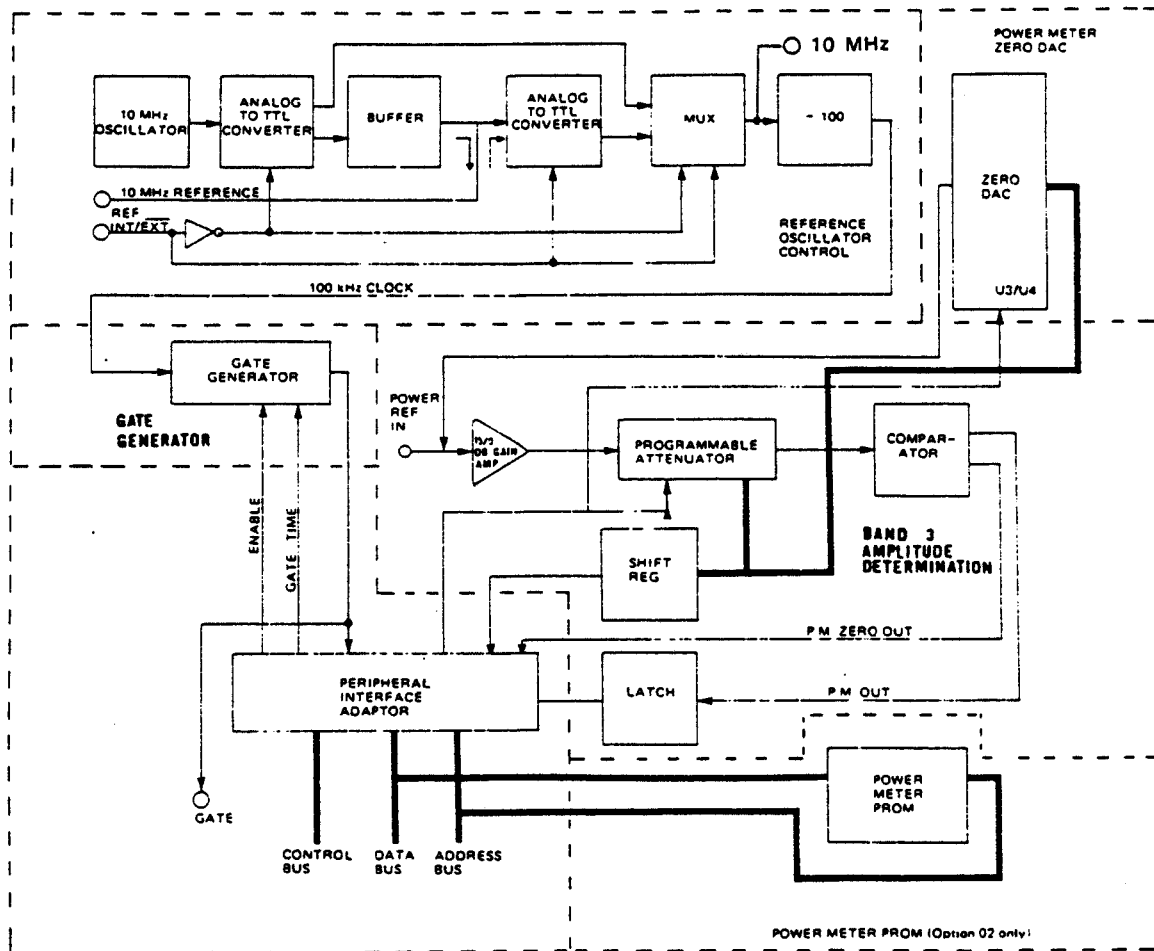 POWER METER
ZERO DAC
10 MHz
10 MHz
OSCILLATOR
ANALOG
TO TTL
CONVERTER
BUFFER
ANALOG
TO TTL
CONVERTER
MUX
÷ 100
ZERO
DAC
U3/U4
10 MHz REFERENCE
REF
INT/EXT
REFERENCE
OSCILLATOR
CONTROL
100 kHz CLOCK
GATE
GENERATOR
GATE
GENERATOR
POWER
REF
IN
DB GAIN
AMP
PROGRAMMABLE
ATTENUATOR
COMPAR-
ATOR
ENABLE
GATE TIME
SHIFT
REG
BAND 3
AMPLITUDE
DETERMINATION
P.M. ZERO OUT
PERIPHERAL
INTERFACE
ADAPTOR
LATCH
P.M. OUT
POWER
METER
PROM
GATE
CONTROL
BUS
DATA
BUS
ADDRESS
BUS
POWER METER PROM (Option 02 only)